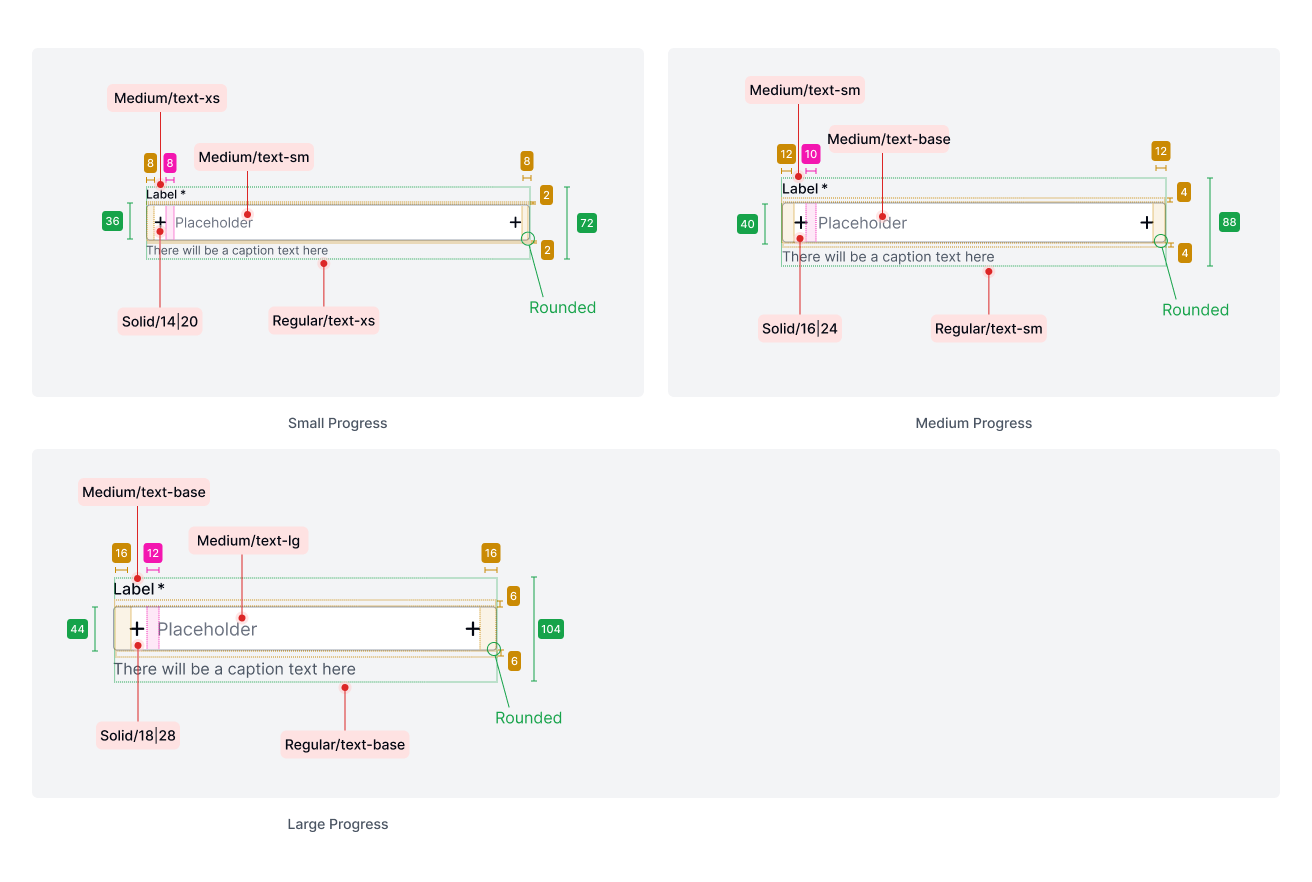 Medium/text-xs
Medium/text-sm
8
8
8
Label *
2
36
Placeholder
72
There will be a caption text here
2
Rounded
Solid/14|20
Regular/text-xs
Small Progress
Medium/text-sm
Medium/text-base
12
10
12
Label *
4
40
Placeholder
88
There will be a caption text here
4
Rounded
Solid/16|24
Regular/text-sm
Medium Progress
Medium/text-base
Medium/text-lg
16
12
16
Label *
6
44
Placeholder
104
There will be a caption text here
6
Rounded
Solid/18|28
Regular/text-base
Large Progress